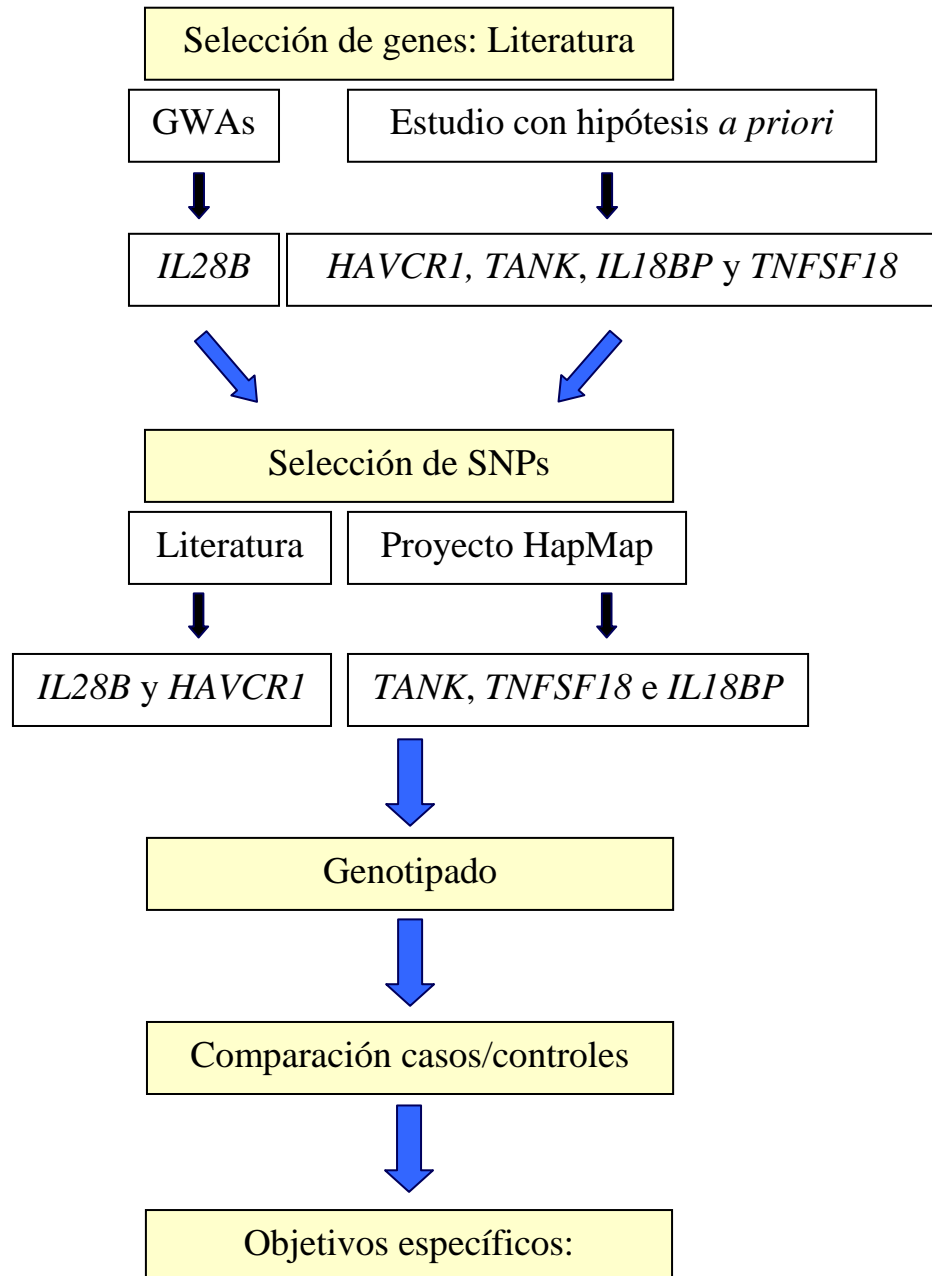 Selección de genes: Literatura
GWAs
Estudio con hipótesis a priori
IL28B
HAVCR1, TANK, IL18BP y TNFSF18
Selección de SNPs
Literatura
Proyecto HapMap
IL28B y HAVCR1
TANK, TNFSF18 e IL18BP
Genotipado
Comparación casos/controles
Objetivos específicos: